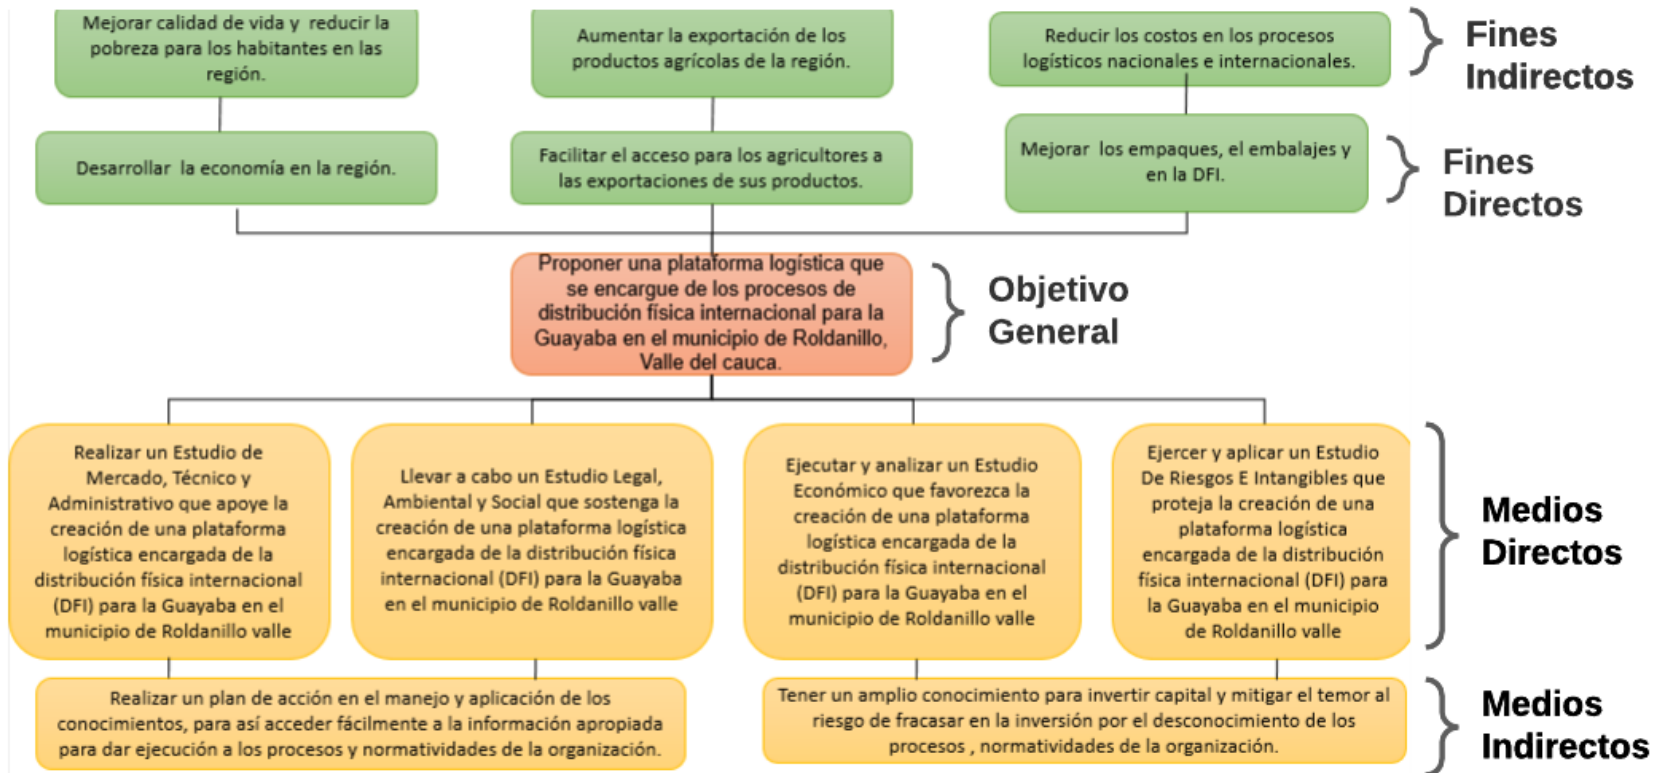 Mejorar calidad de vida y  reducir la
pobreza para los habitantes en las
región.
Aumentar la exportación de los
productos agrícolas de la región.
Reducir los costos en los procesos
logísticos nacionales e internacionales.
Fines
Indirectos
Desarrollar  la economía en la región.
Facilitar el acceso para los agricultores a
las exportaciones de sus productos.
Mejorar  los empaques, el embalajes y
en la DFI.
Fines
Directos
Proponer una plataforma logística que
se encargue de los procesos de
distribución física internacional para la
Guayaba en el municipio de Roldanillo,
Valle del cauca.
Objetivo
General
Realizar un Estudio de
Mercado, Técnico y
Administrativo que apoye la
creación de una plataforma
logística encargada de la
distribución física internacional
(DFI) para la Guayaba en el
municipio de Roldanillo valle
Llevar a cabo un Estudio Legal,
Ambiental y Social que sostenga la
creación de una plataforma logística
encargada de la distribución física
internacional (DFI) para la Guayaba
en el municipio de Roldanillo valle
Ejecutar y analizar un Estudio
Económico que favorezca la
creación de una plataforma
logística encargada de la
distribución física internacional
(DFI) para la Guayaba en el
municipio de Roldanillo valle
Ejercer y aplicar un Estudio
De Riesgos E Intangibles que
proteja la creación de una
plataforma logística
encargada de la distribución
física internacional (DFI) para
la Guayaba en el municipio
de Roldanillo valle
Medios
Directos
Realizar un plan de acción en el manejo y aplicación de los
conocimientos, para así acceder fácilmente a la información apropiada
para dar ejecución a los procesos y normatividades de la organización.
Tener un amplio conocimiento para invertir capital y mitigar el temor al
riesgo de fracasar en la inversión por el desconocimiento de los
procesos , normatividades de la organización.
Medios
Indirectos